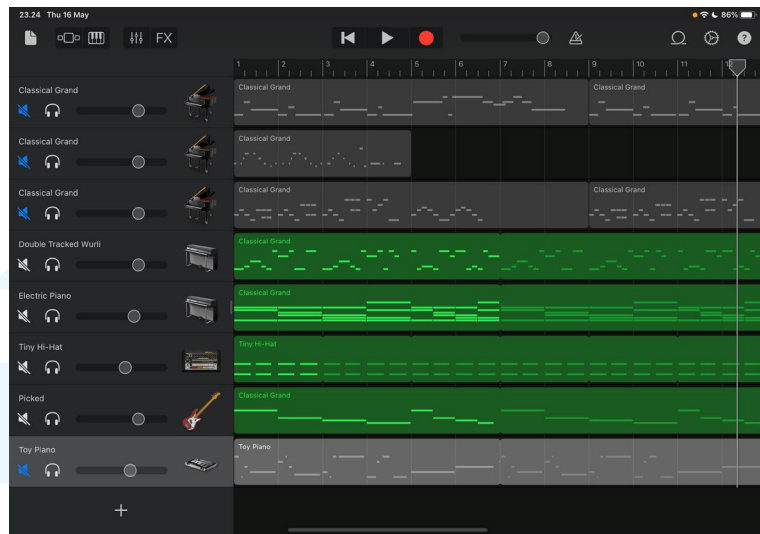 23.24 Thu 16 May
86%
FX
?
1 2 3 4 5 6 7 8 9 10 11
Classical Grand
Classical Grand
Classical Grand
Classical Grand
Classical Grand
Classical Grand
Classical Grand
Classical Grand
Double Tracked Wurli
Classical Grand
Electric Piano
Classical Grand
Tiny Hi-Hat
Tiny Hi-Hat
Picked
Classical Grand
Toy Piano
Toy Piano
+